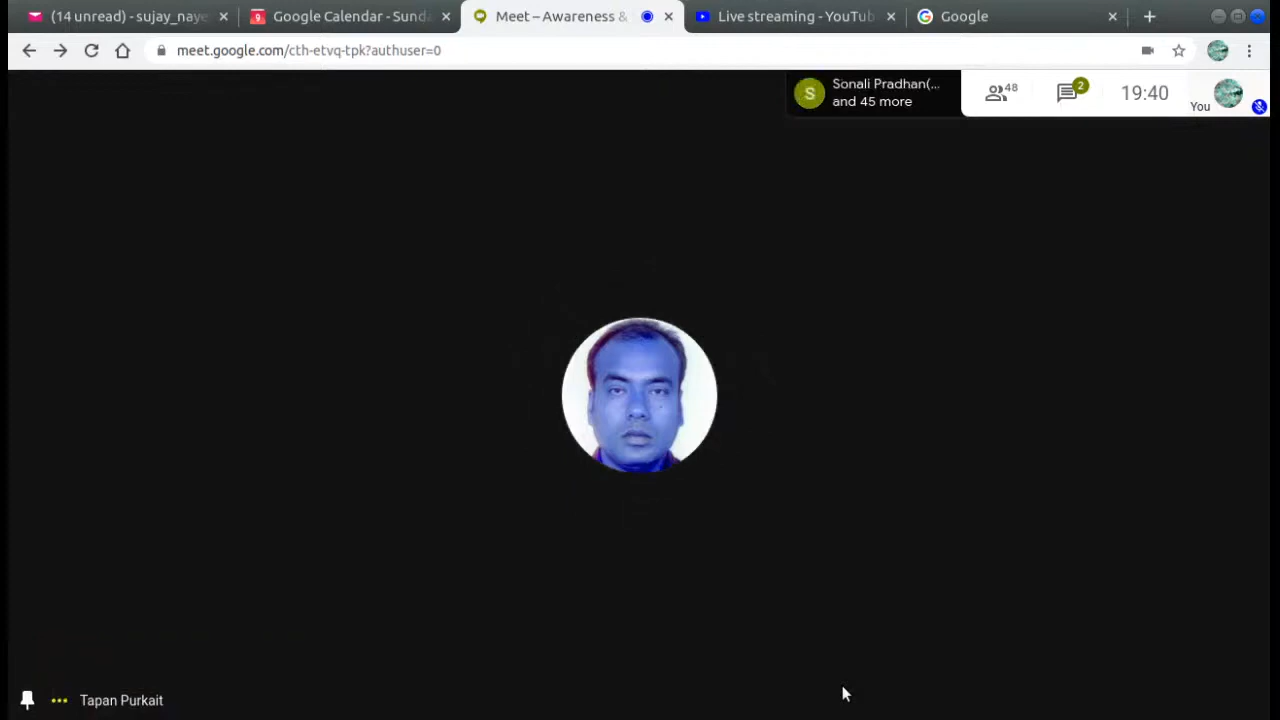 (14 unread) - sujay_naye
Google Calendar - Sund
Meet – Awareness &
Live streaming - YouTub
Google
meet.google.com/cth-etvq-tpk?authuser=0
S
Sonali Pradhan(...
and 45 more
48
2
19:40
You
Tapan Purkait